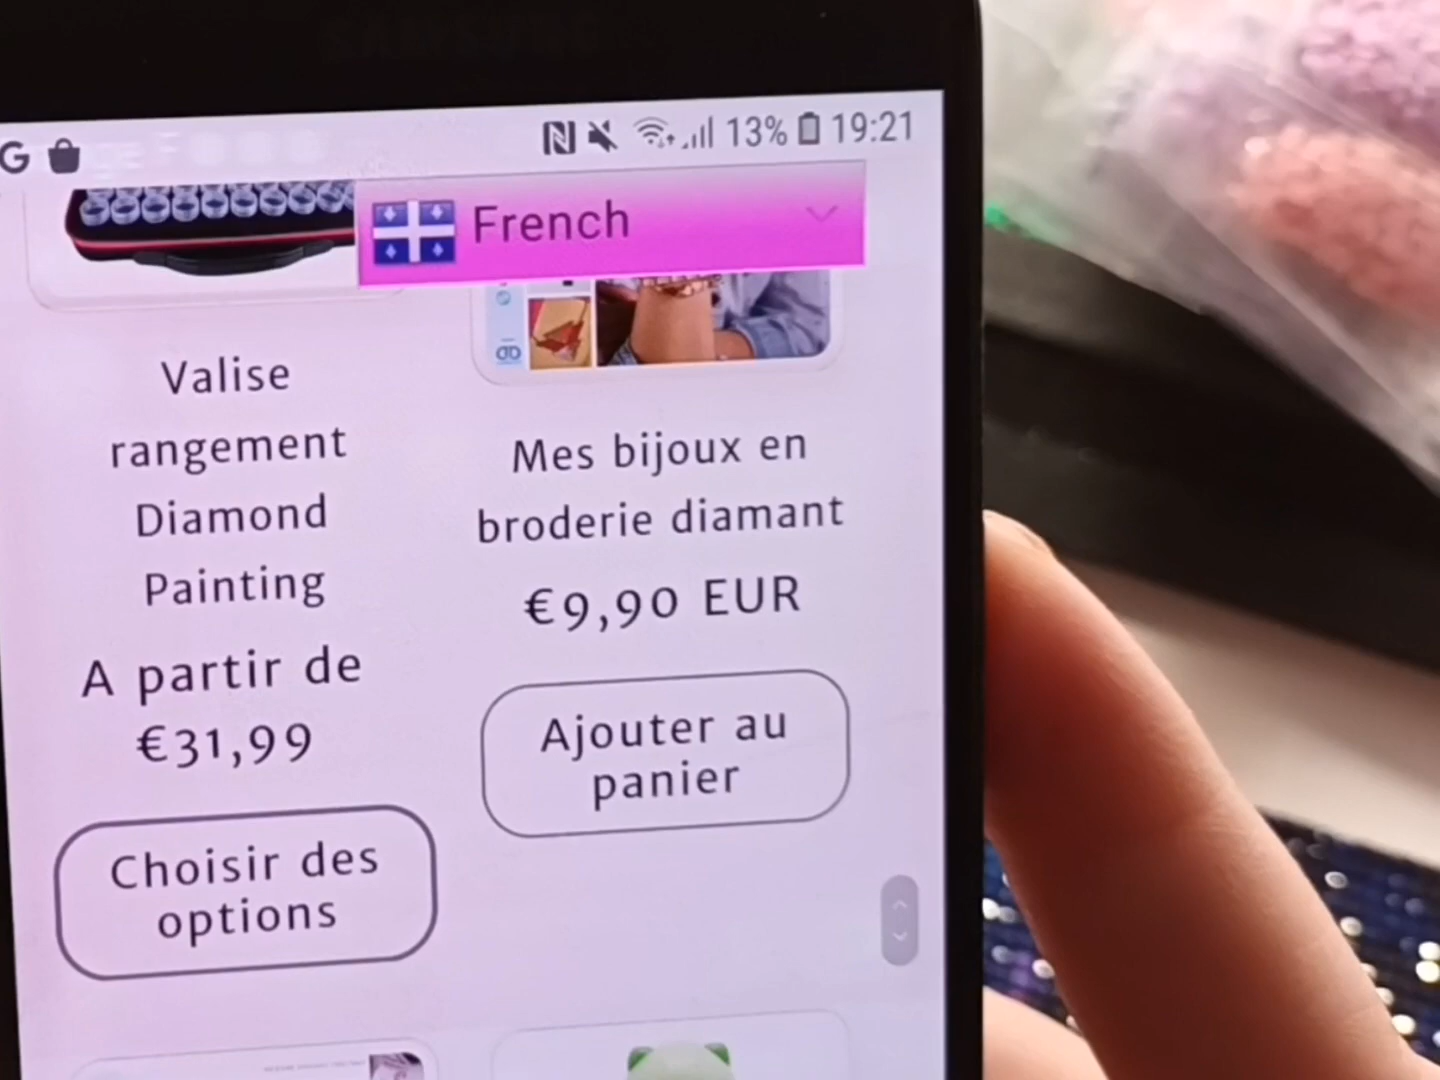 G
13% 19:21
French
Valise
rangement
Diamond
Painting
A partir de
€31,99
Choisir des
options
Mes bijoux en
broderie diamant
€9,90 EUR
Ajouter au
panier